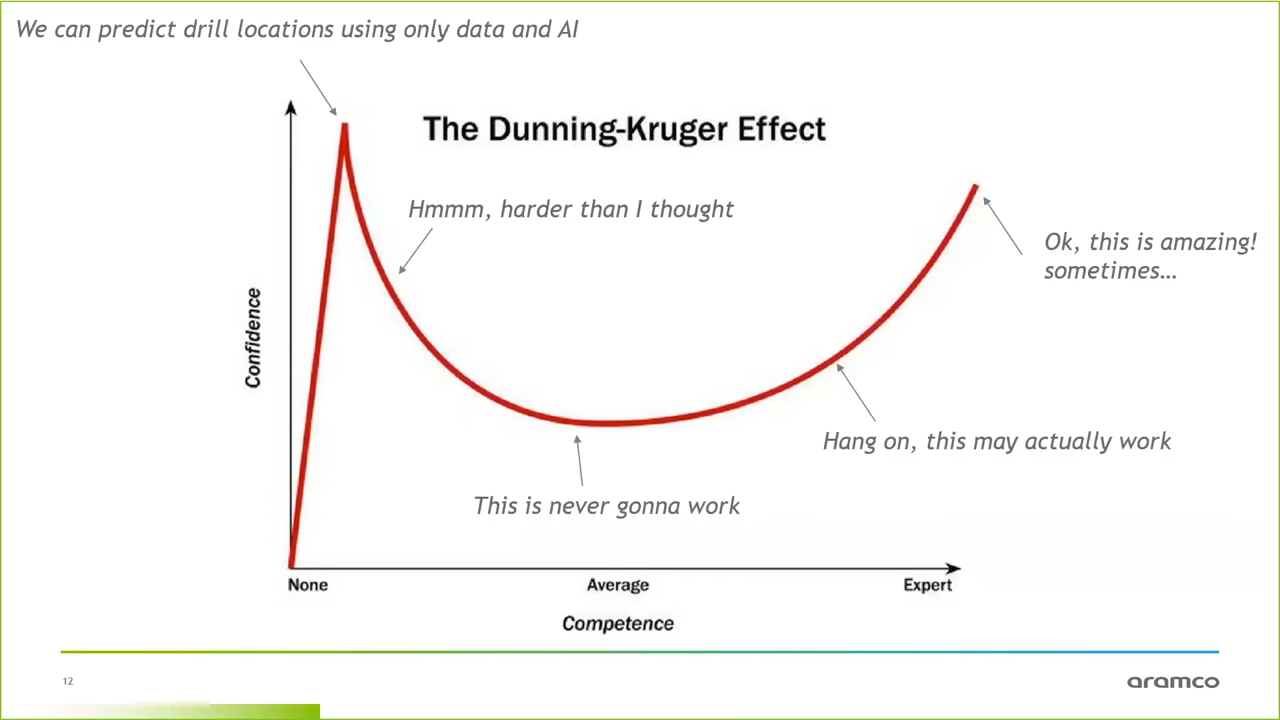 We can predict drill locations using only data and AI
The Dunning-Kruger Effect
Hmmm, harder than I thought
Ok, this is amazing!
sometimes…
Confidence
Hang on, this may actually work
This is never gonna work
None
Average
Expert
Competence
12
aramco